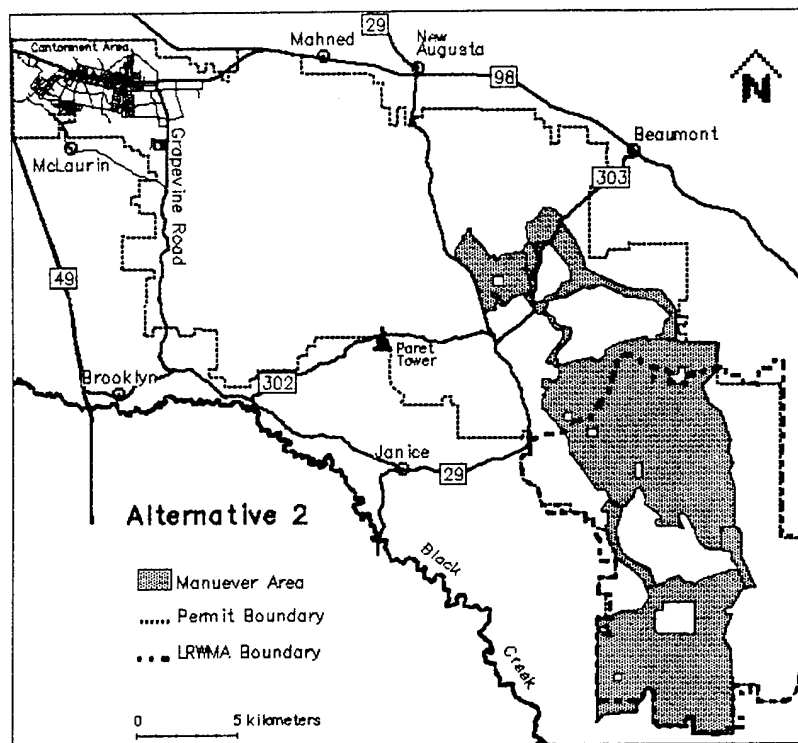 Cantonment Area
29
Mahned
New
Augusta
98
N
Beaumont
McLaurin
303
Grapevine Road
49
Paret
Tower
302
Brooklyn
Janice
29
Alternative 2
Black
Creek
Manuever Area
Permit Boundary
LRWMA Boundary
0 5 kilometers